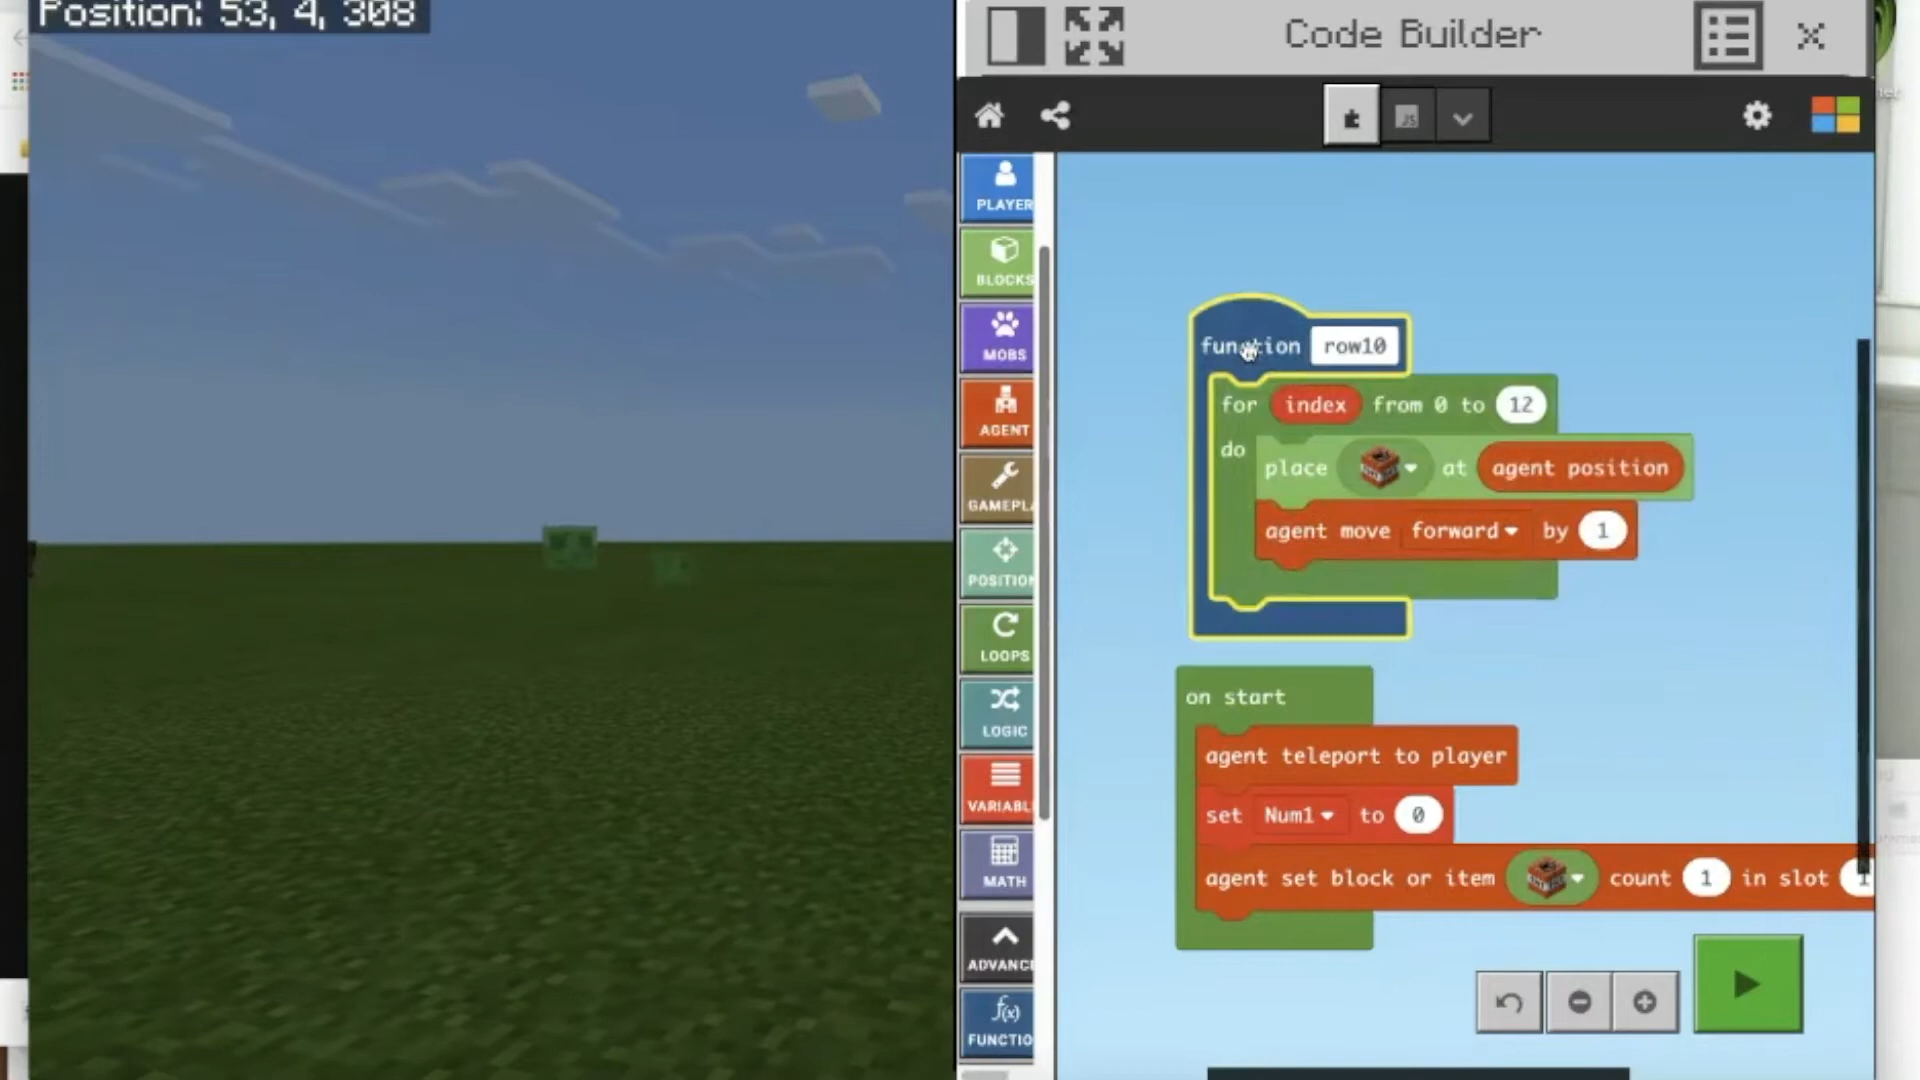 Position: 53, 4, 308
Code Builder
JS
PLAYER
BLOCKS
MOBS
AGENT
GAMEPL
POSITIO
LOOPS
LOGIC
VARIABL
MATH
ADVANC
f(x)
FUNCTIO
function row10
for index from 0 to 12
do
place at agent position
agent move forward by 1
on start
agent teleport to player
set Num1 to 0
agent set block or item count 1 in slot 1